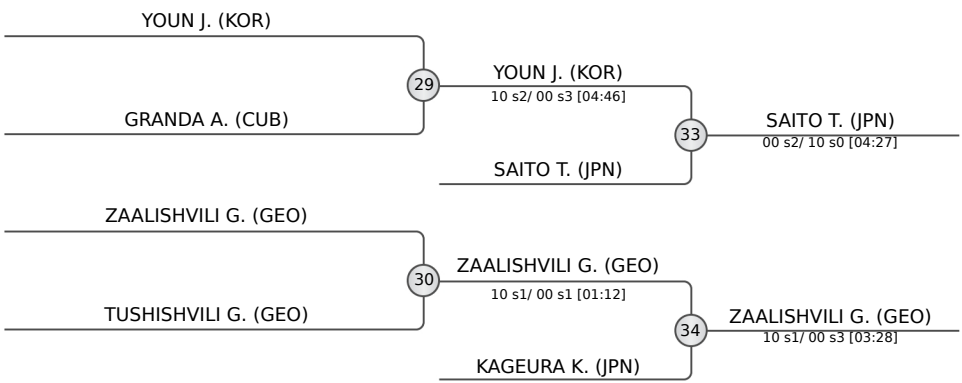 YOUN J. (KOR)
29
GRANDA A. (CUB)
YOUN J. (KOR)
10 s2/ 00 s3 [04:46]
33
SAITO T. (JPN)
SAITO T. (JPN)
00 s2/ 10 s0 [04:27]
ZAALISHVILI G. (GEO)
30
TUSHISHVILI G. (GEO)
ZAALISHVILI G. (GEO)
10 s1/ 00 s1 [01:12]
34
KAGEURA K. (JPN)
ZAALISHVILI G. (GEO)
10 s1/ 00 s3 [03:28]